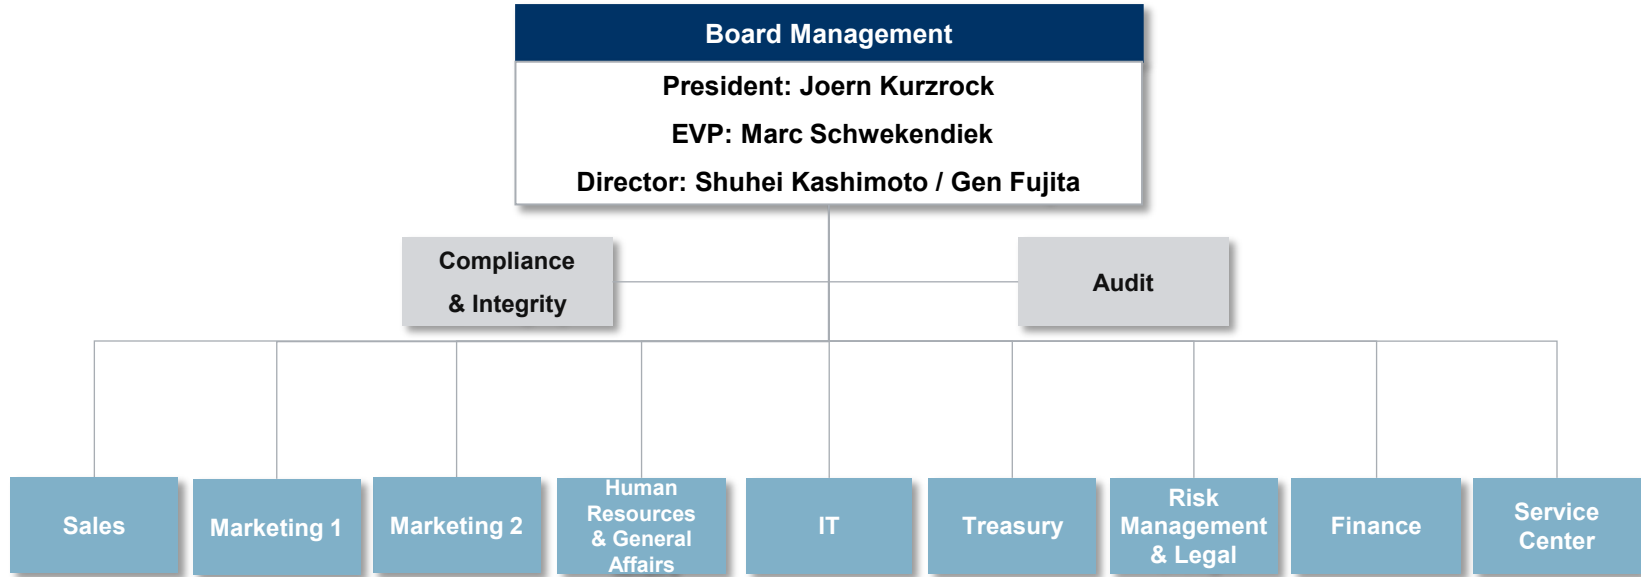 Board Management
President: Joern Kurzrock
EVP: Marc Schwekendiek
Director: Shuhei Kashimoto / Gen Fujita
Compliance
& Integrity
Audit
Sales
Marketing 1
Marketing 2
Human
Resources
& General
Affairs
IT
Treasury
Risk
Management
& Legal
Finance
Service
Center